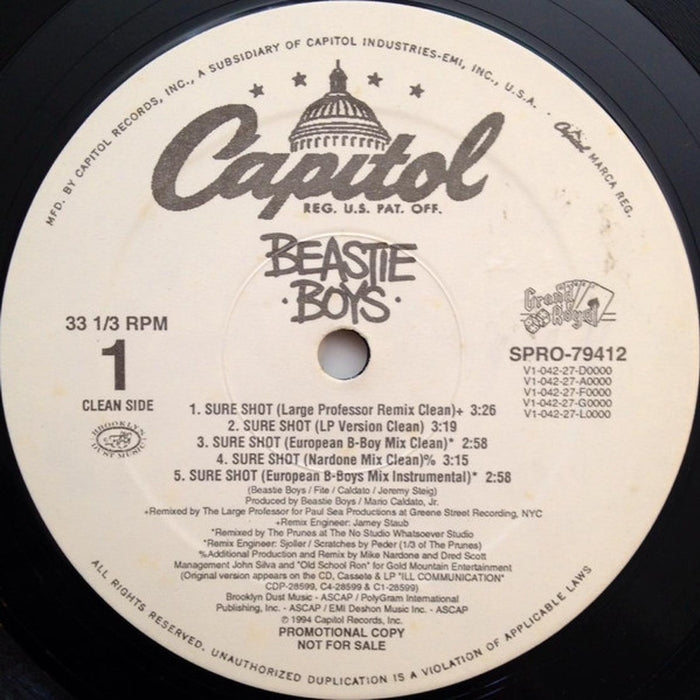 MFD. BY CAPITOL RECORDS, INC., A SUBSIDIARY OF CAPITOL INDUSTRIES-EMI, INC., U.S.A. · Capitol MARCA REG.
Capitol
REG. U.S. PAT. OFF.
BEASTIE
·BOYS·
Grand
Royal
33 1/3 RPM
1
CLEAN SIDE
SPRO-79412
V1-042-27-D0000
V1-042-27-A0000
V1-042-27-F0000
V1-042-27-G0000
V1-042-27-L0000
BROOKLYN
DUST MUSIC
1. SURE SHOT (Large Professor Remix Clean)+ 3:26
2. SURE SHOT (LP Version Clean) 3:19
3. SURE SHOT (European B-Boy Mix Clean)* 2:58
4. SURE SHOT (Nardone Mix Clean)% 3:15
5. SURE SHOT (European B-Boys Mix Instrumental)* 2:58
(Beastie Boys / Fite / Caldato / Jeremy Steig)
Produced by Beastie Boys / Mario Caldato, Jr.
+Remixed by The Large Professor for Paul Sea Productions at Greene Street Recording, NYC
+Remix Engineer: Jamey Staub
*Remixed by The Prunes at The No Studio Whatsoever Studio
*Remix Engineer: Sjoller / Scratches by Peder (1/3 of The Prunes)
%Additional Production and Remix by Mike Nardone and Dred Scott
Management John Silva and "Old School Ron" for Gold Mountain Entertainment
(Original version appears on the CD, Cassete & LP "ILL COMMUNICATION"
CDP-28599, C4-28599 & C1-28599)
Brooklyn Dust Music - ASCAP / PolyGram International
Publishing, Inc. - ASCAP / EMI Deshon Music Inc. - ASCAP
℗ 1994 Capitol Records, Inc.
PROMOTIONAL COPY
NOT FOR SALE
ALL RIGHTS RESERVED. UNAUTHORIZED DUPLICATION IS A VIOLATION OF APPLICABLE LAWS